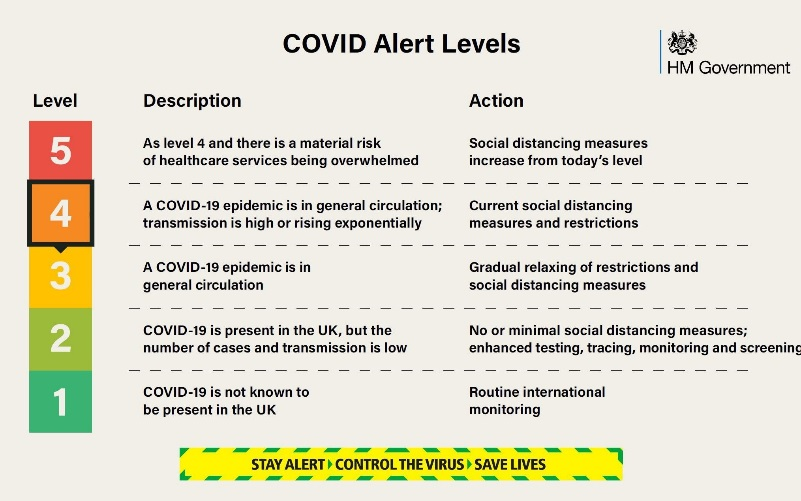 COVID Alert Levels
HM Government
Level Description Action
5 As level 4 and there is a material risk Social distancing measures
of healthcare services being overwhelmed increase from today's level
4 A COVID-19 epidemic is in general circulation; Current social distancing
transmission is high or rising exponentially measures and restrictions
3 A COVID-19 epidemic is in Gradual relaxing of restrictions and
general circulation social distancing measures
2 COVID-19 is present in the UK, but the No or minimal social distancing measures;
number of cases and transmission is low enhanced testing, tracing, monitoring and screening
1 COVID-19 is not known to Routine international
be present in the UK monitoring
STAY ALERT CONTROL THE VIRUS SAVE LIVES